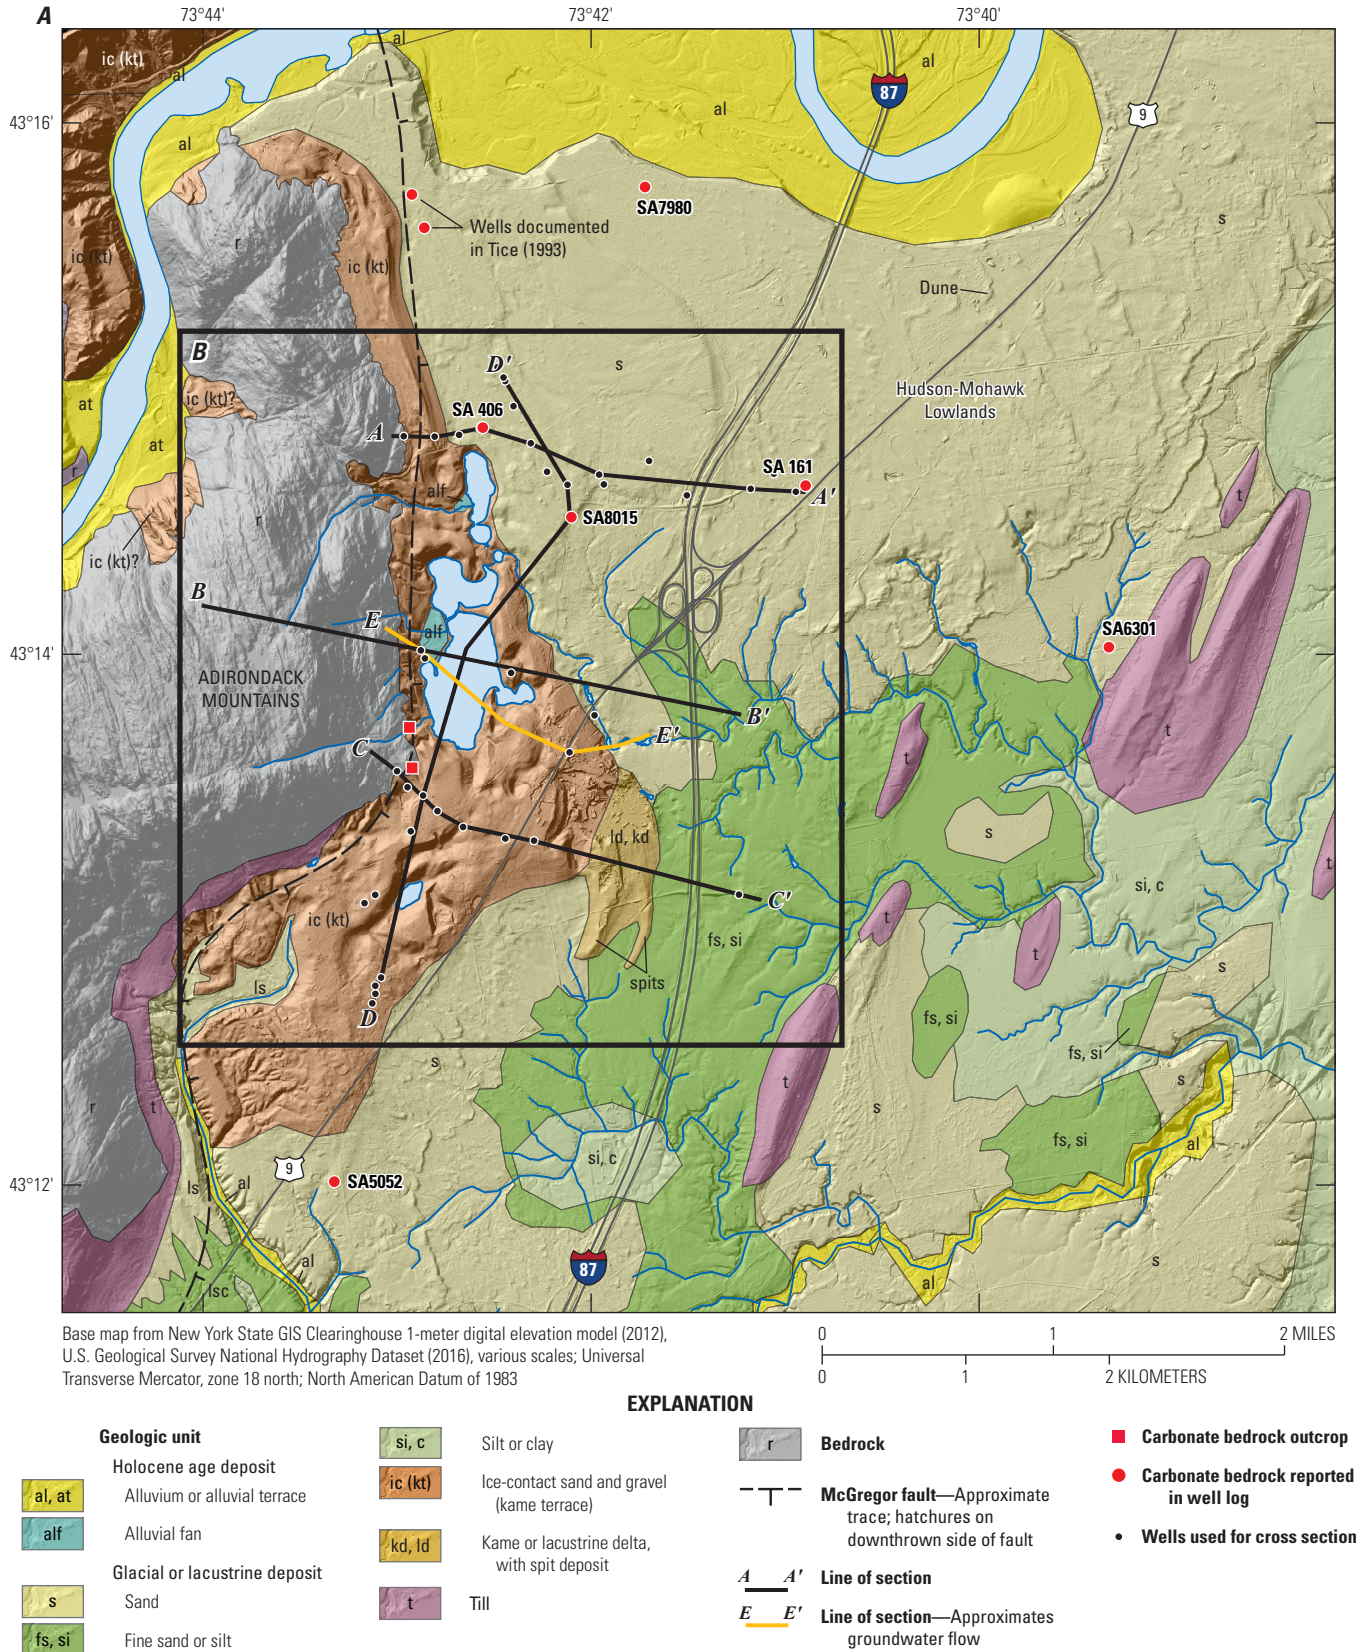 A
73°44'
73°42'
73°40'
ic (kt)
al
al
al
87
al
9
43°16'
al
al
SA7980
s
Wells documented
in Tice (1993)
r
ic (kt)
ic (kt)
Dune
B
D'
s
Hudson-Mohawk
Lowlands
at
ic (kt)?
SA 406
A
at
SA 161
r
A'
t
alf
SA8015
r
ic (kt)?
B
E
alf
SA6301
43°14'
ADIRONDACK
MOUNTAINS
t
B'
E'
C
t
ld, kd
s
t
si, c
C'
t
ic (kt)
fs, si
t
s
spits
ls
D
fs, si
fs, si
s
s
t
r
t
s
fs, si
al
si, c
9
43°12'
SA5052
ls
al
s
al
87
al
lsc
Base map from New York State GIS Clearinghouse 1-meter digital elevation model (2012),
U.S. Geological Survey National Hydrography Dataset (2016), various scales; Universal
Transverse Mercator, zone 18 north; North American Datum of 1983
0 1 2 MILES
0 1 2 KILOMETERS
EXPLANATION
Geologic unit
Holocene age deposit
al, at Alluvium or alluvial terrace
alf Alluvial fan
Glacial or lacustrine deposit
s Sand
fs, si Fine sand or silt
si, c Silt or clay
ic (kt) Ice-contact sand and gravel
(kame terrace)
kd, ld Kame or lacustrine delta,
with spit deposit
t Till
r Bedrock
McGregor fault—Approximate
trace; hatchures on
downthrown side of fault
A A' Line of section
E E' Line of section—Approximates
groundwater flow
Carbonate bedrock outcrop
Carbonate bedrock reported
in well log
Wells used for cross section